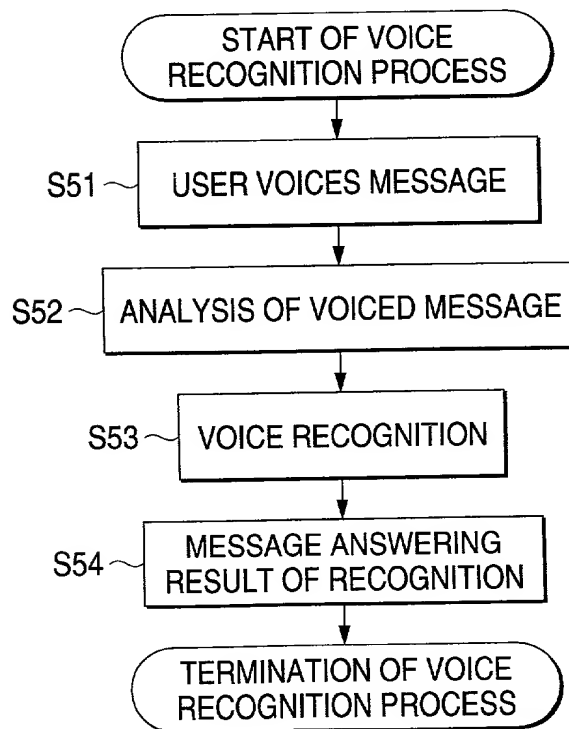 START OF VOICE
RECOGNITION PROCESS
S51
USER VOICES MESSAGE
S52
ANALYSIS OF VOICED MESSAGE
S53
VOICE RECOGNITION
S54
MESSAGE ANSWERING
RESULT OF RECOGNITION
TERMINATION OF VOICE
RECOGNITION PROCESS